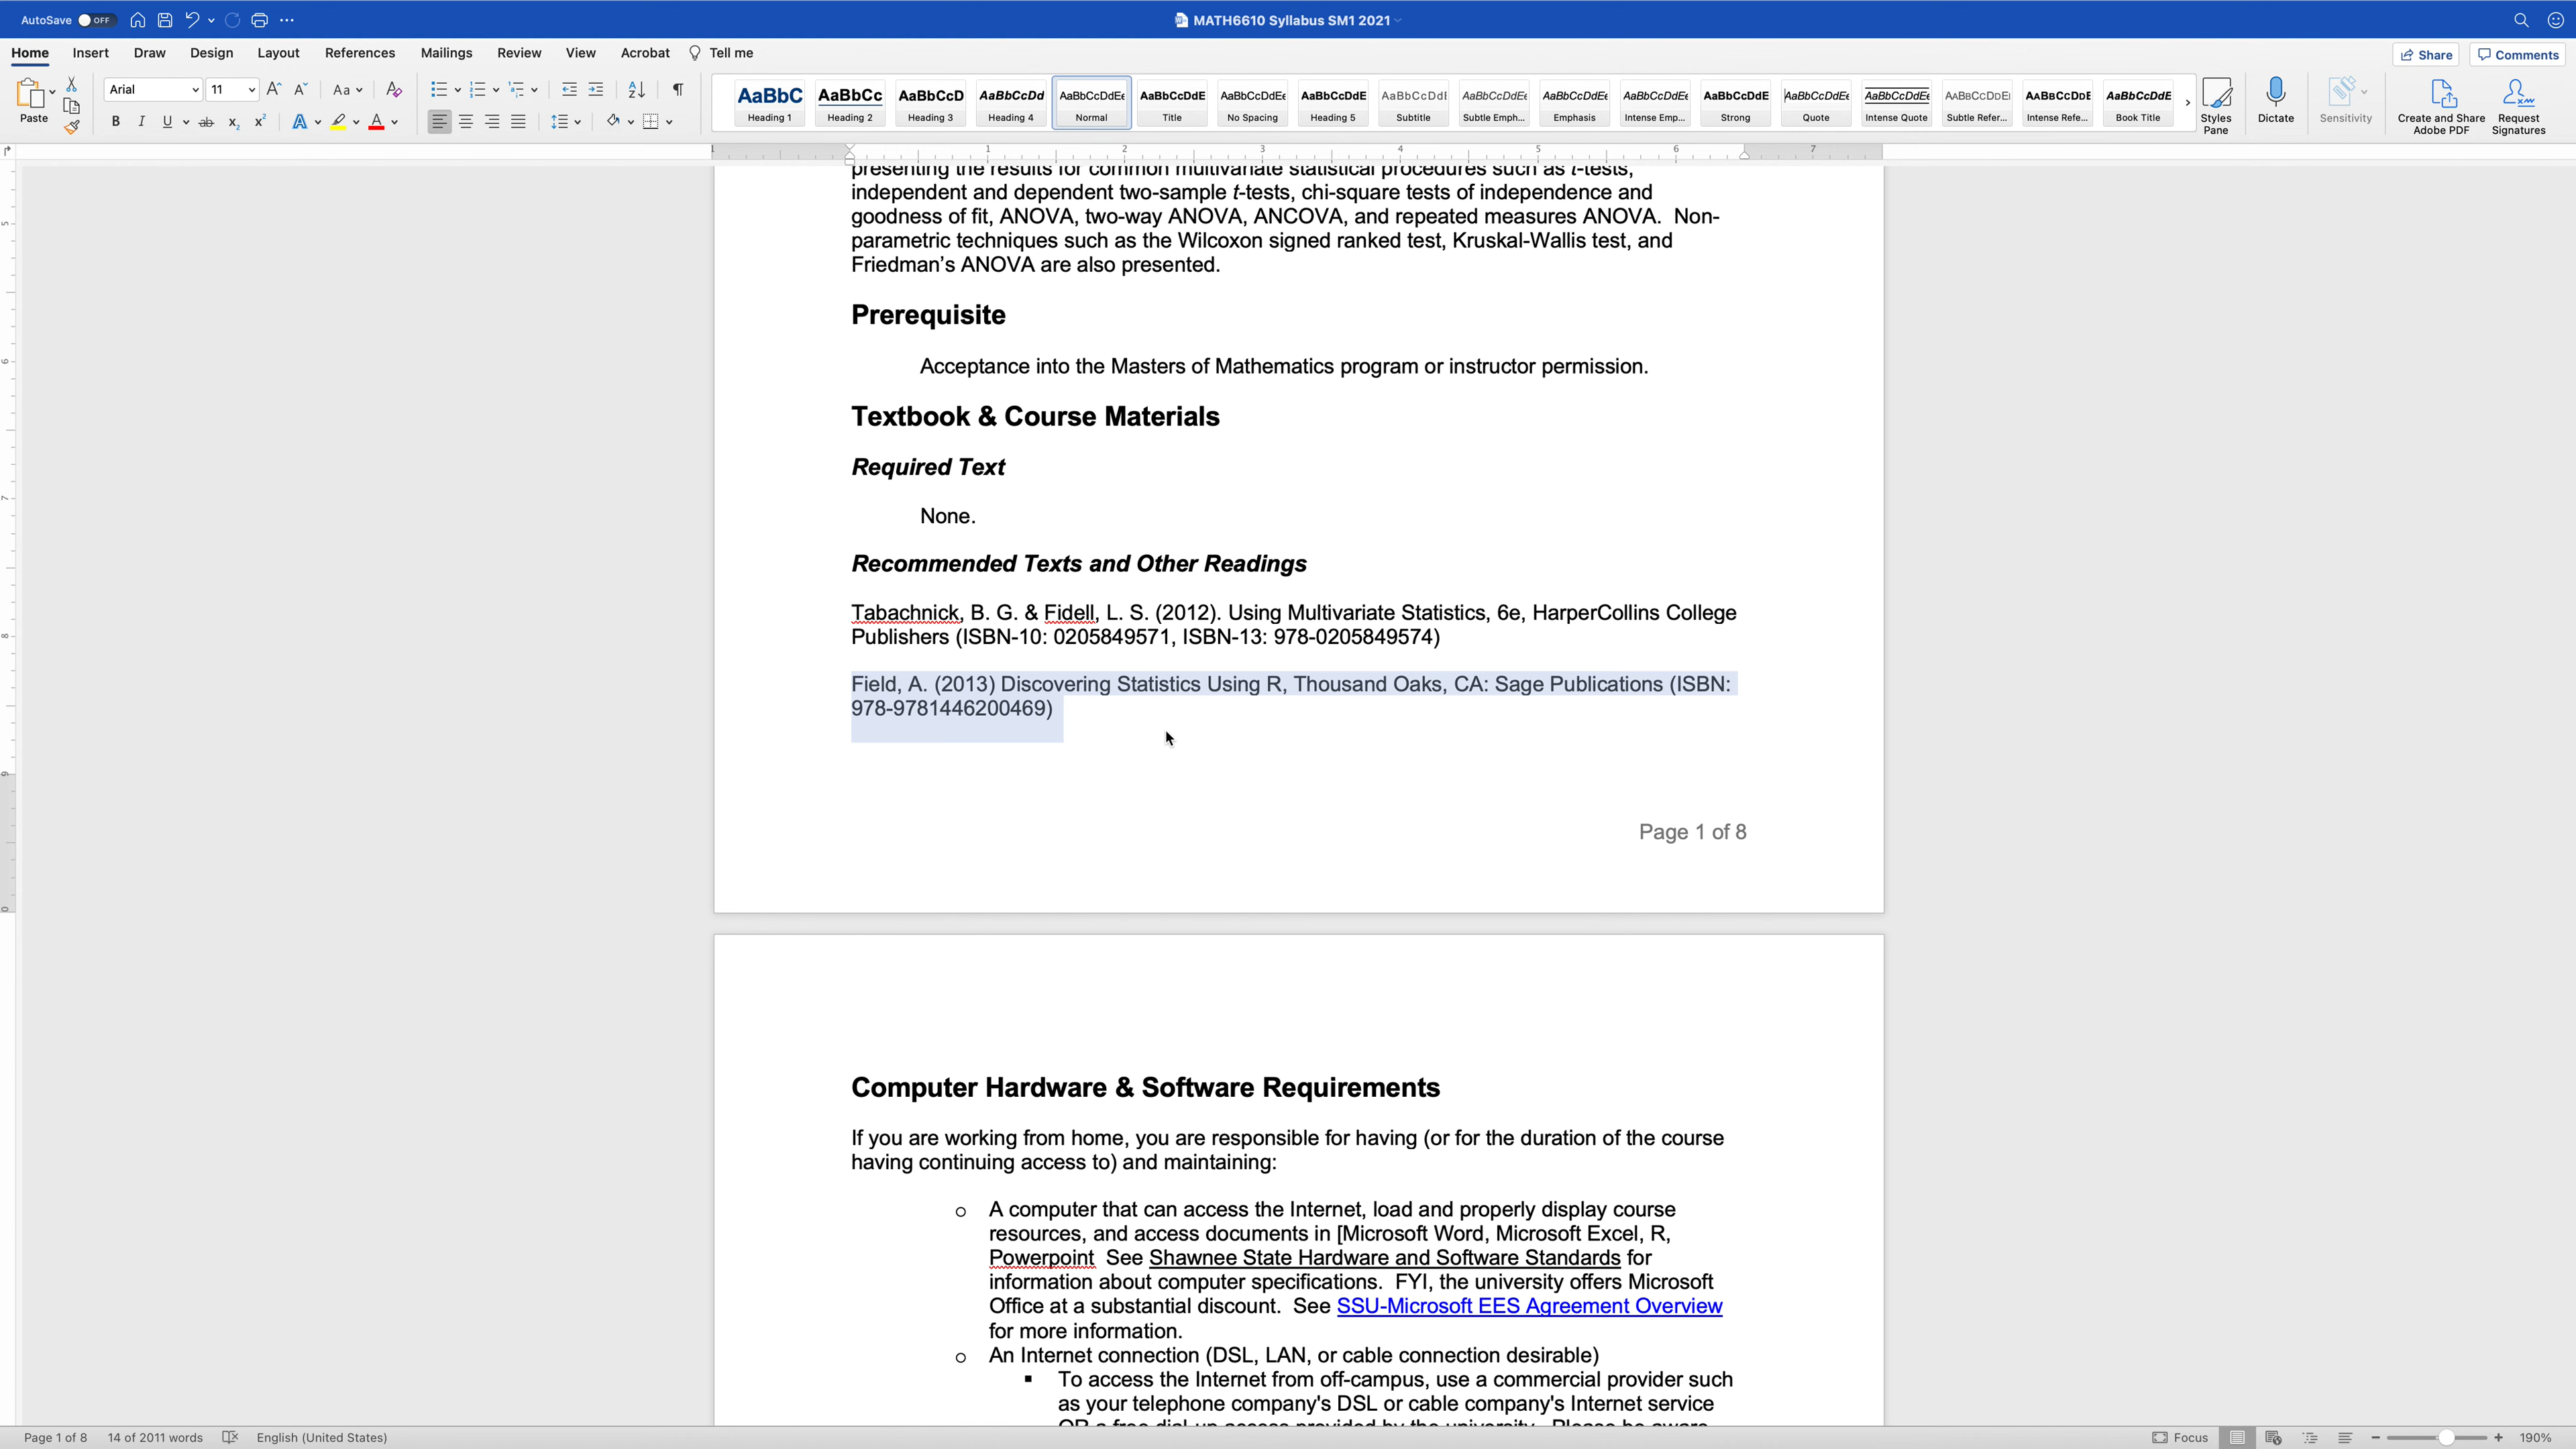 AutoSave OFF
MATH6610 Syllabus SM1 2021
Home Insert Draw Design Layout References Mailings Review View Acrobat Tell me
Share Comments
Paste
Arial 11
AaBbC AaBbCc AaBbCcD AaBbCcDd AaBbCcDdEe AaBbCcDdE AaBbCcDdEe AaBbCcDdE AaBbCcDdE AaBbCcDdEe AaBbCcDdEe AaBbCcDdEe AaBbCcDdE AaBbCcDdEe AaBbCcDdEe AaBbCcDdE AaBbCcDdE AaBbCcDdE
Heading 1 Heading 2 Heading 3 Heading 4 Normal Title No Spacing Heading 5 Subtitle Subtle Emph... Emphasis Intense Emp... Strong Quote Intense Quote Subtle Refer... Intense Refe... Book Title
Styles Pane
Dictate
Sensitivity
Create and Share Adobe PDF
Request Signatures
presenting the results for common multivariate statistical procedures such as t-tests,
independent and dependent two-sample t-tests, chi-square tests of independence and
goodness of fit, ANOVA, two-way ANOVA, ANCOVA, and repeated measures ANOVA. Non-
parametric techniques such as the Wilcoxon signed ranked test, Kruskal-Wallis test, and
Friedman's ANOVA are also presented.
Prerequisite
Acceptance into the Masters of Mathematics program or instructor permission.
Textbook & Course Materials
Required Text
None.
Recommended Texts and Other Readings
Tabachnick, B. G. & Fidell, L. S. (2012). Using Multivariate Statistics, 6e, HarperCollins College
Publishers (ISBN-10: 0205849571, ISBN-13: 978-0205849574)
Field, A. (2013) Discovering Statistics Using R, Thousand Oaks, CA: Sage Publications (ISBN:
978-9781446200469)
Page 1 of 8
Computer Hardware & Software Requirements
If you are working from home, you are responsible for having (or for the duration of the course
having continuing access to) and maintaining:
o A computer that can access the Internet, load and properly display course
resources, and access documents in [Microsoft Word, Microsoft Excel, R,
Powerpoint See Shawnee State Hardware and Software Standards for
information about computer specifications. FYI, the university offers Microsoft
Office at a substantial discount. See SSU-Microsoft EES Agreement Overview
for more information.
o An Internet connection (DSL, LAN, or cable connection desirable)
▪ To access the Internet from off-campus, use a commercial provider such
as your telephone company's DSL or cable company's Internet service
OR a free dial-up access provided by the university. Please be aware
Page 1 of 8 14 of 2011 words English (United States)
Focus 190%